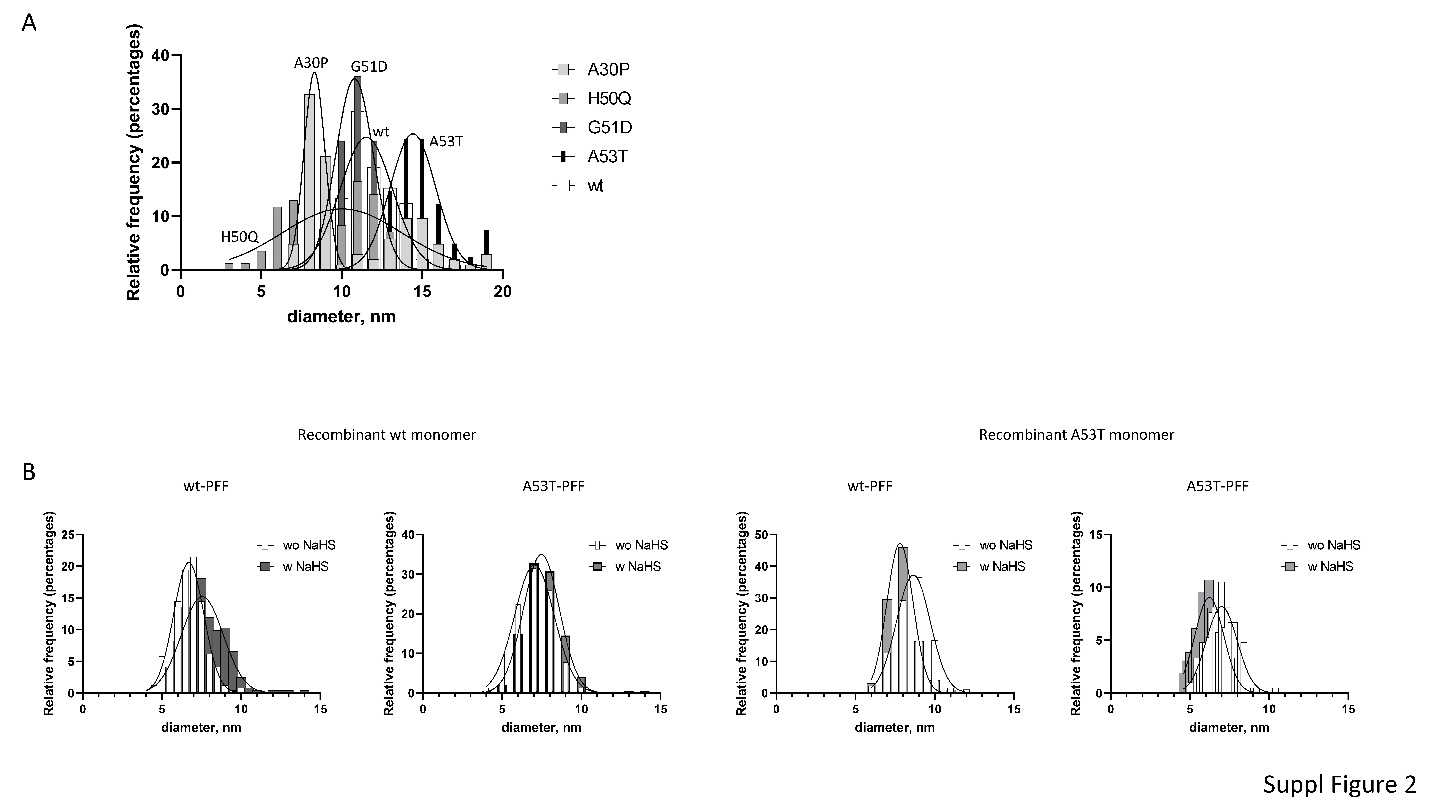 A
Relative frequency (percentages)
40
30
20
10
0
0 5 10 15 20
diameter, nm
A30P
G51D
wt
A53T
H50Q
A30P
H50Q
G51D
A53T
wt
Recombinant wt monomer
Recombinant A53T monomer
B
wt-PFF
Relative frequency (percentages)
25
20
15
10
5
0
0 5 10 15
diameter, nm
wo NaHS
w NaHS
A53T-PFF
Relative frequency (percentages)
40
30
20
10
0
0 5 10 15
diameter, nm
wo NaHS
w NaHS
wt-PFF
Relative frequency (percentages)
50
40
30
20
10
0
0 5 10 15
diameter, nm
wo NaHS
w NaHS
A53T-PFF
Relative frequency (percentages)
15
10
5
0
0 5 10 15
diameter, nm
wo NaHS
w NaHS
Suppl Figure 2